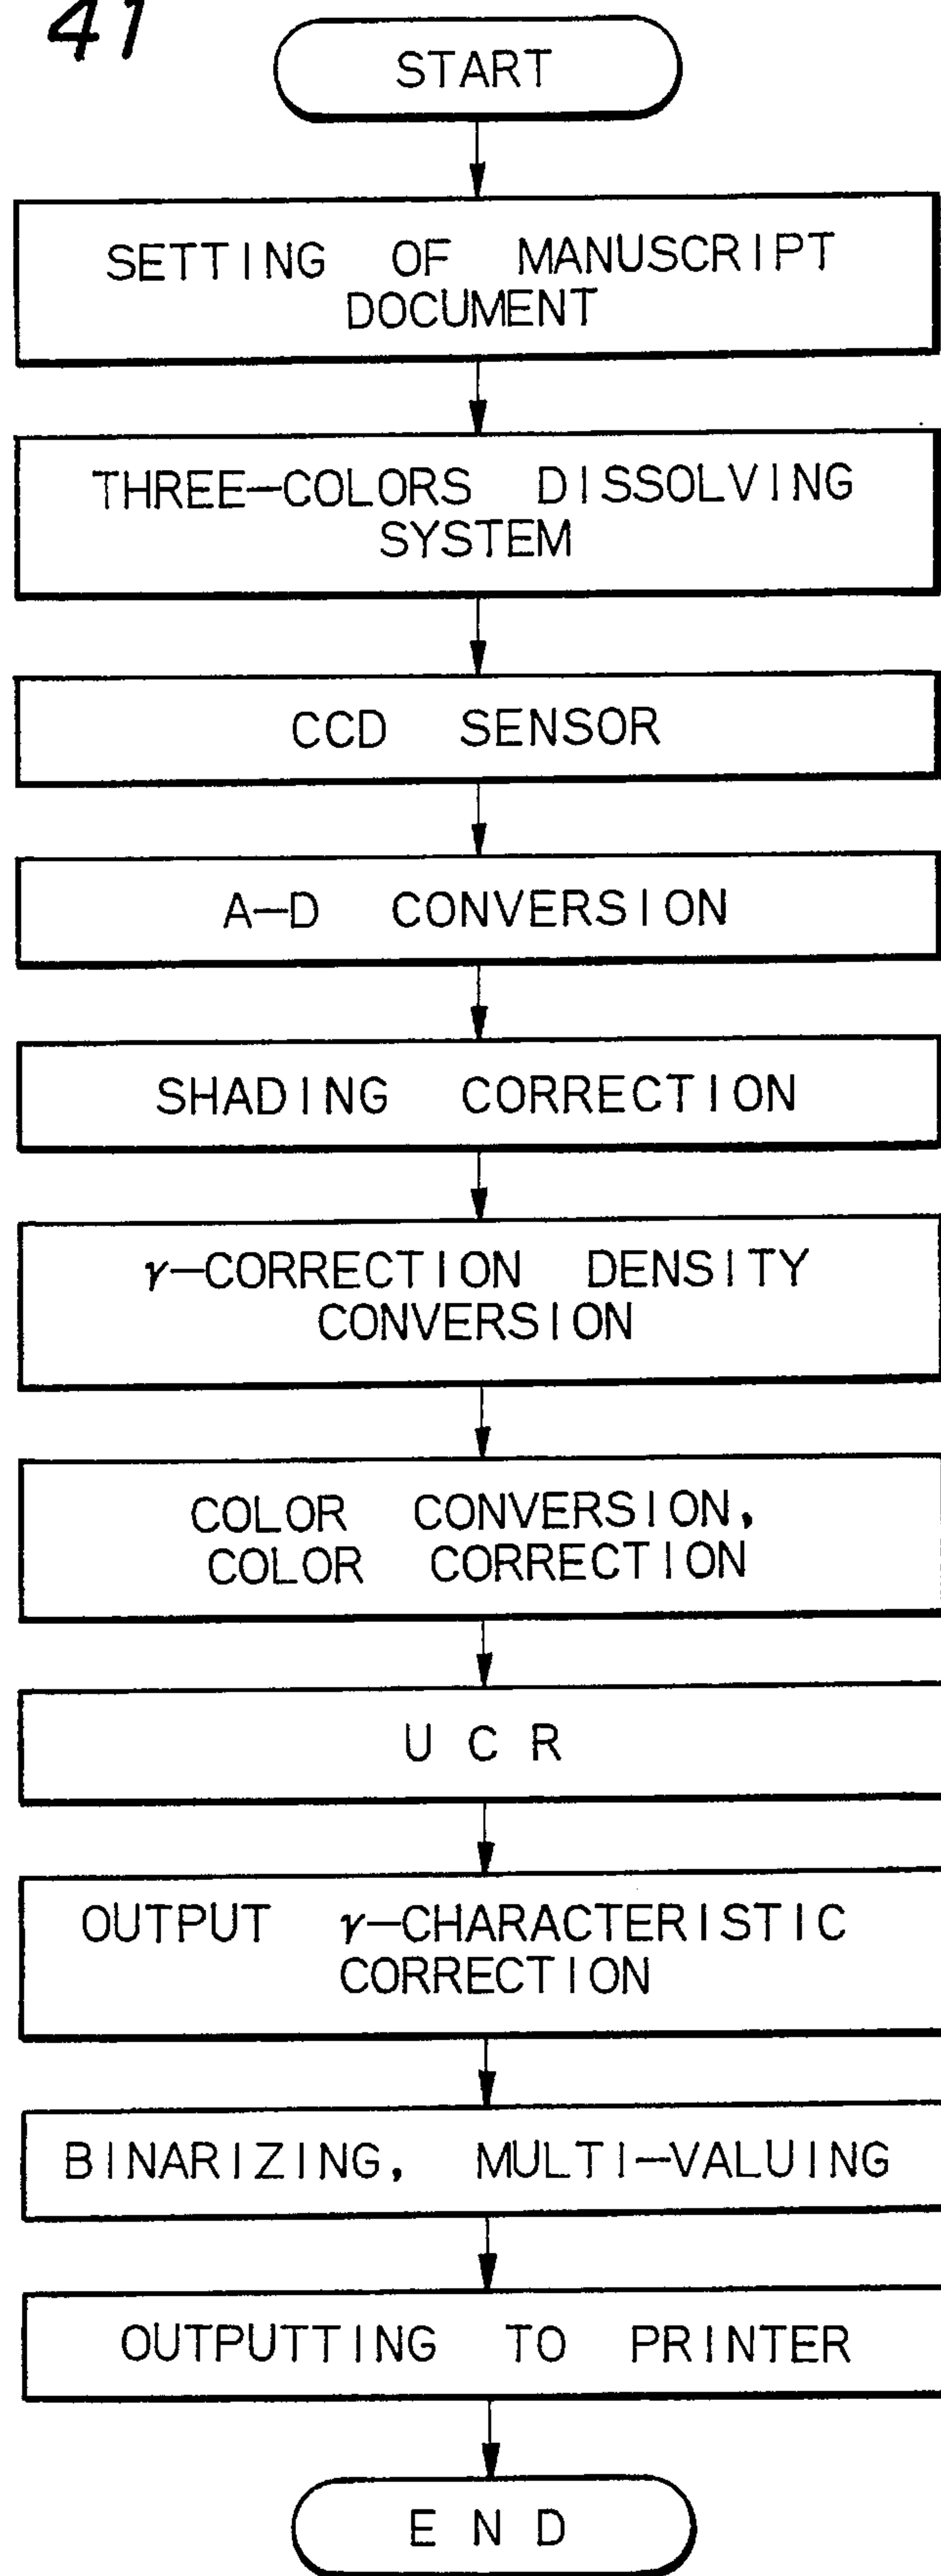 41
START
SETTING OF MANUSCRIPT
DOCUMENT
THREE-COLORS DISSOLVING
SYSTEM
CCD SENSOR
A-D CONVERSION
SHADING CORRECTION
γ-CORRECTION DENSITY
CONVERSION
COLOR CONVERSION,
COLOR CORRECTION
U C R
OUTPUT γ-CHARACTERISTIC
CORRECTION
BINARIZING, MULTI-VALUING
OUTPUTTING TO PRINTER
E N D